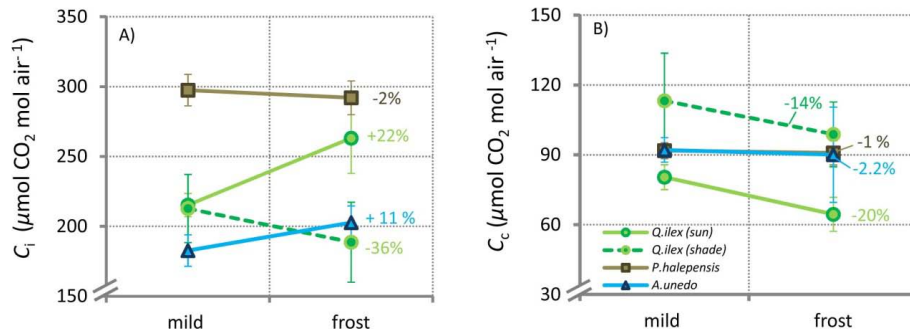 A)
C_i (µmol CO2 mol air⁻¹)
350
300
250
200
150
-2%
+22%
+ 11 %
-36%
mild
frost
B)
C_c (µmol CO2 mol air⁻¹)
150
120
90
60
30
-14%
-1 %
-2.2%
-20%
Q.ilex (sun)
Q.ilex (shade)
P.halepensis
A.unedo
mild
frost